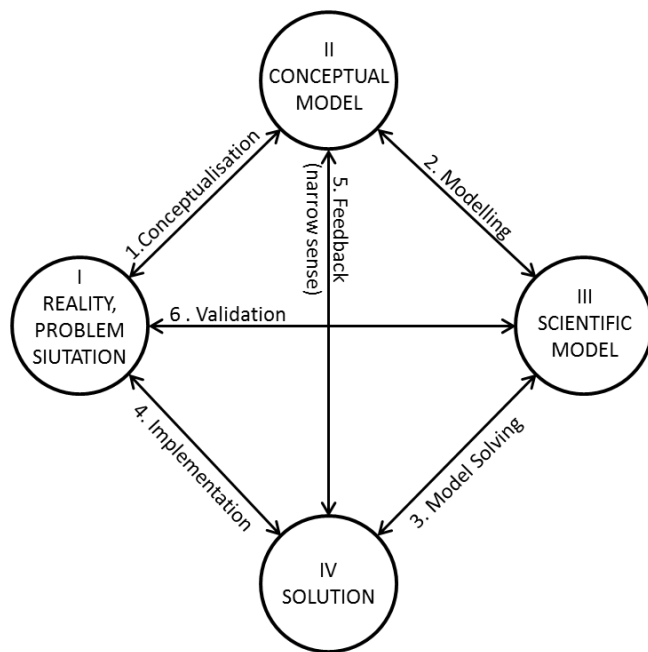 II
CONCEPTUAL
MODEL
1.Conceptualisation
2. Modelling
5. Feedback
(narrow sense)
I
REALITY,
PROBLEM
SIUTATION
6 . Validation
III
SCIENTIFIC
MODEL
4. Implementation
3. Model Solving
IV
SOLUTION